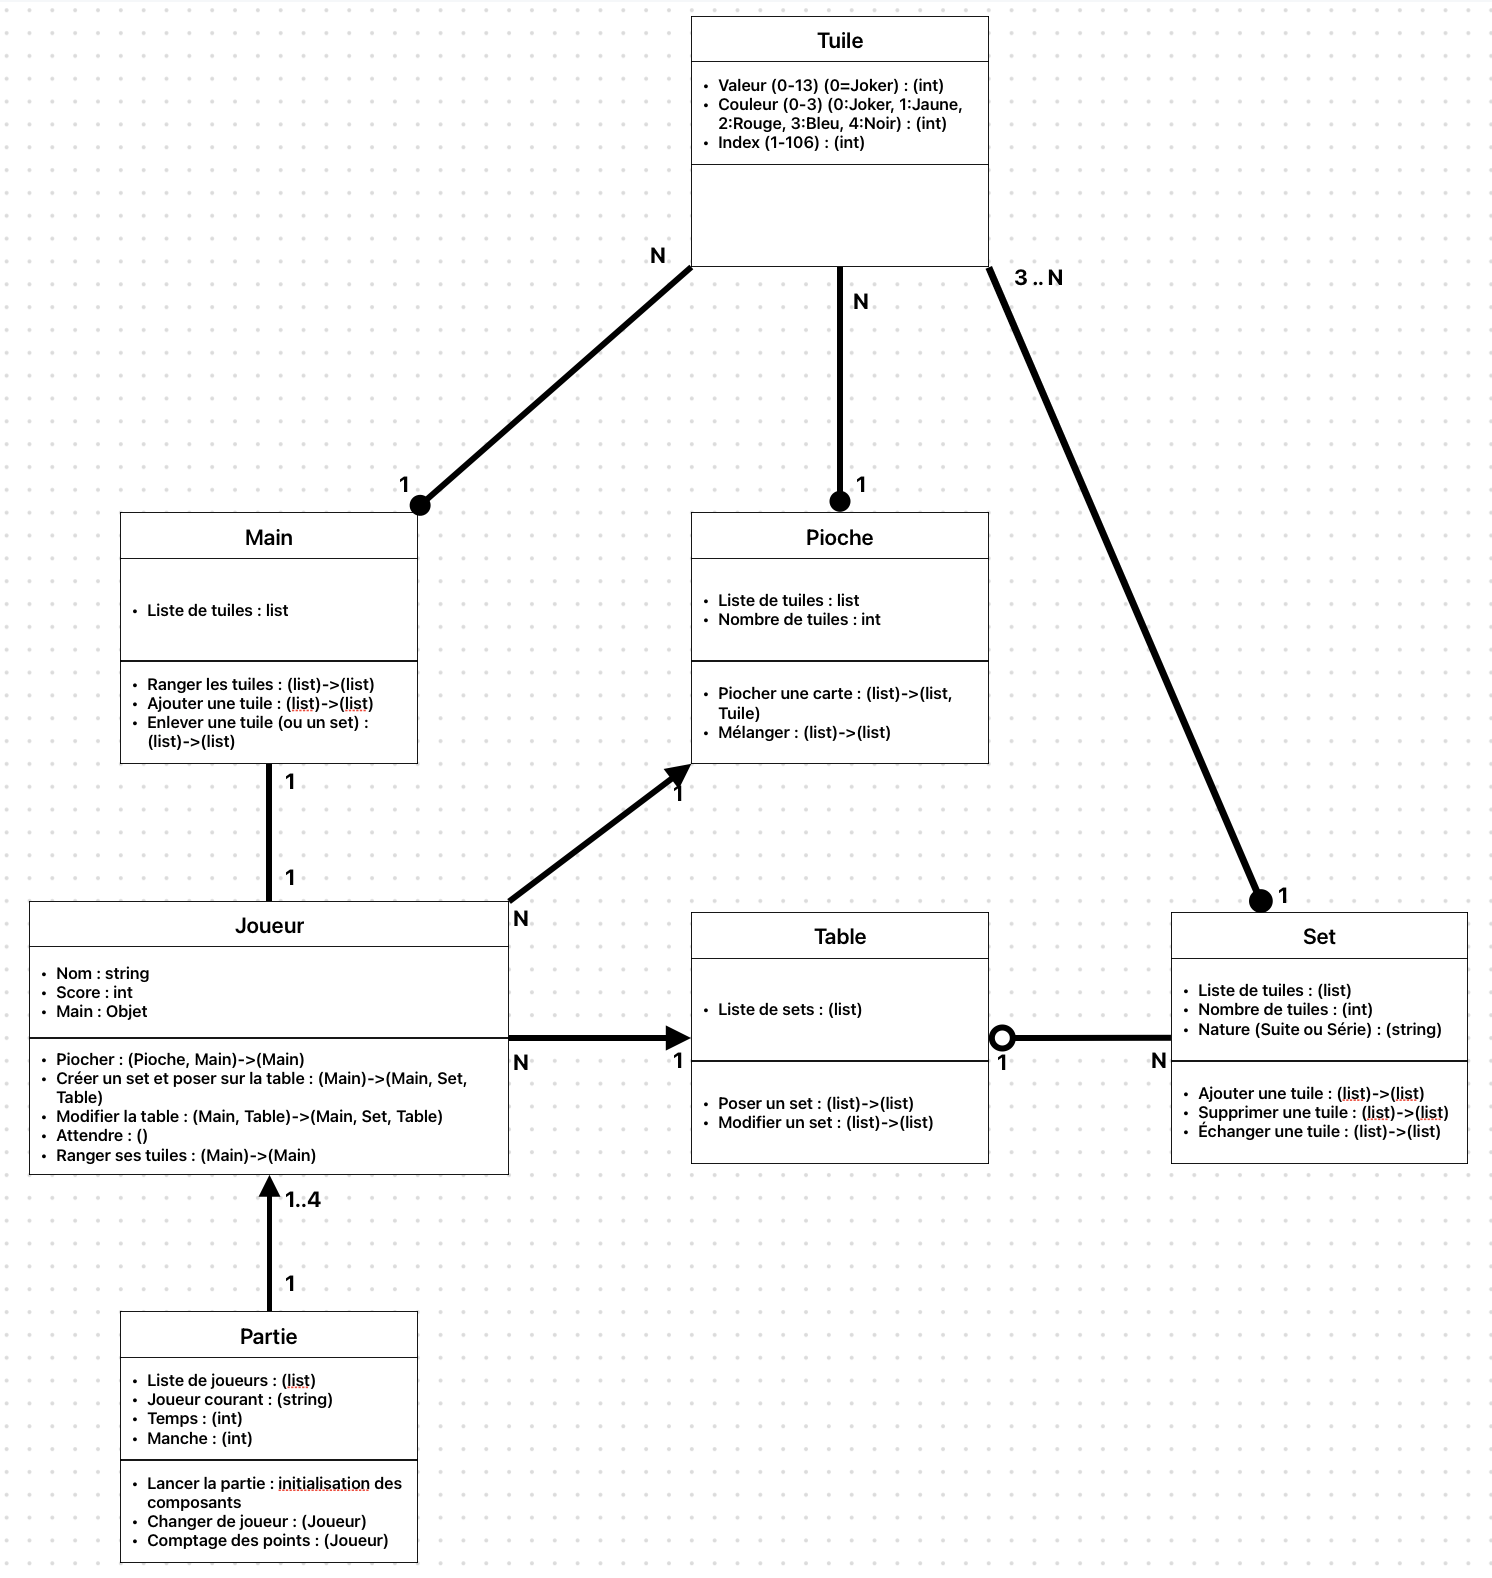 Tuile
• Valeur (0-13) (0=Joker) : (int)
• Couleur (0-3) (0:Joker, 1:Jaune,
2:Rouge, 3:Bleu, 4:Noir) : (int)
• Index (1-106) : (int)
N
N
3 .. N
1
1
Main
• Liste de tuiles : list
• Ranger les tuiles : (list)->(list)
• Ajouter une tuile : (list)->(list)
• Enlever une tuile (ou un set) :
(list)->(list)
Pioche
• Liste de tuiles : list
• Nombre de tuiles : int
• Piocher une carte : (list)->(list,
Tuile)
• Mélanger : (list)->(list)
1
1
1
N
1
Joueur
• Nom : string
• Score : int
• Main : Objet
• Piocher : (Pioche, Main)->(Main)
• Créer un set et poser sur la table : (Main)->(Main, Set,
Table)
• Modifier la table : (Main, Table)->(Main, Set, Table)
• Attendre : ()
• Ranger ses tuiles : (Main)->(Main)
N
1
Table
• Liste de sets : (list)
• Poser un set : (list)->(list)
• Modifier un set : (list)->(list)
1
N
Set
• Liste de tuiles : (list)
• Nombre de tuiles : (int)
• Nature (Suite ou Série) : (string)
• Ajouter une tuile : (list)->(list)
• Supprimer une tuile : (list)->(list)
• Échanger une tuile : (list)->(list)
1..4
1
Partie
• Liste de joueurs : (list)
• Joueur courant : (string)
• Temps : (int)
• Manche : (int)
• Lancer la partie : initialisation des
composants
• Changer de joueur : (Joueur)
• Comptage des points : (Joueur)